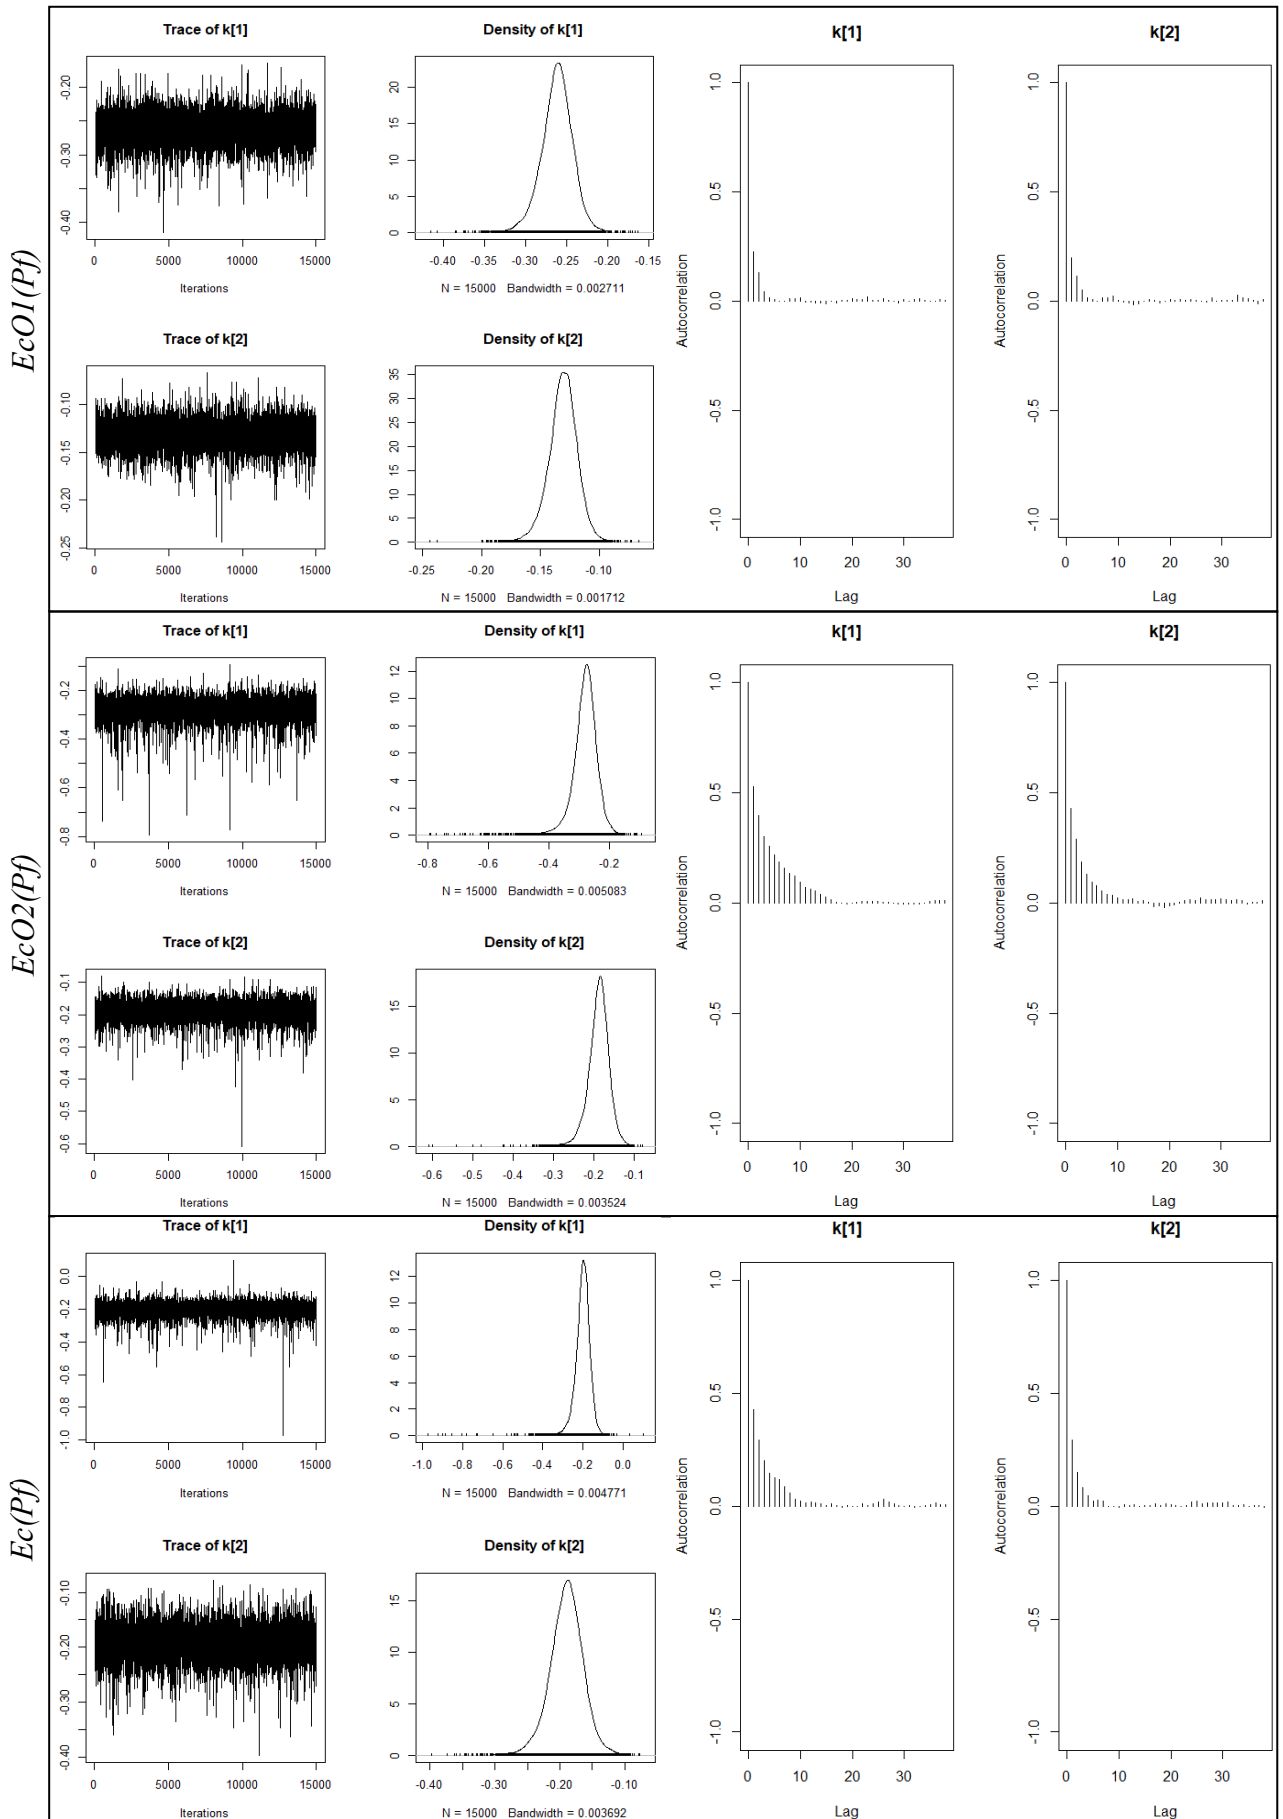 EcO1(Pf)
Trace of k[1]
-0.20
-0.30
-0.40
0 5000 10000 15000
Iterations
Density of k[1]
20
15
10
5
0
-0.40 -0.35 -0.30 -0.25 -0.20 -0.15
N = 15000 Bandwidth = 0.002711
Trace of k[2]
-0.10
-0.15
-0.20
-0.25
0 5000 10000 15000
Iterations
Density of k[2]
35
30
25
20
15
10
5
0
-0.25 -0.20 -0.15 -0.10
N = 15000 Bandwidth = 0.001712
k[1]
Autocorrelation
1.0
0.5
0.0
-0.5
-1.0
0 10 20 30
Lag
k[2]
Autocorrelation
1.0
0.5
0.0
-0.5
-1.0
0 10 20 30
Lag
EcO2(Pf)
Trace of k[1]
-0.2
-0.4
-0.6
-0.8
0 5000 10000 15000
Iterations
Density of k[1]
12
10
8
6
4
2
0
-0.8 -0.6 -0.4 -0.2
N = 15000 Bandwidth = 0.005083
Trace of k[2]
-0.1
-0.2
-0.3
-0.4
-0.5
-0.6
0 5000 10000 15000
Iterations
Density of k[2]
15
10
5
0
-0.6 -0.5 -0.4 -0.3 -0.2 -0.1
N = 15000 Bandwidth = 0.003524
k[1]
Autocorrelation
1.0
0.5
0.0
-0.5
-1.0
0 10 20 30
Lag
k[2]
Autocorrelation
1.0
0.5
0.0
-0.5
-1.0
0 10 20 30
Lag
Ec(Pf)
Trace of k[1]
0.0
-0.2
-0.4
-0.6
-0.8
-1.0
0 5000 10000 15000
Iterations
Density of k[1]
12
10
8
6
4
2
0
-1.0 -0.8 -0.6 -0.4 -0.2 0.0
N = 15000 Bandwidth = 0.004771
Trace of k[2]
-0.10
-0.20
-0.30
-0.40
0 5000 10000 15000
Iterations
Density of k[2]
15
10
5
0
-0.40 -0.30 -0.20 -0.10
N = 15000 Bandwidth = 0.003692
k[1]
Autocorrelation
1.0
0.5
0.0
-0.5
-1.0
0 10 20 30
Lag
k[2]
Autocorrelation
1.0
0.5
0.0
-0.5
-1.0
0 10 20 30
Lag